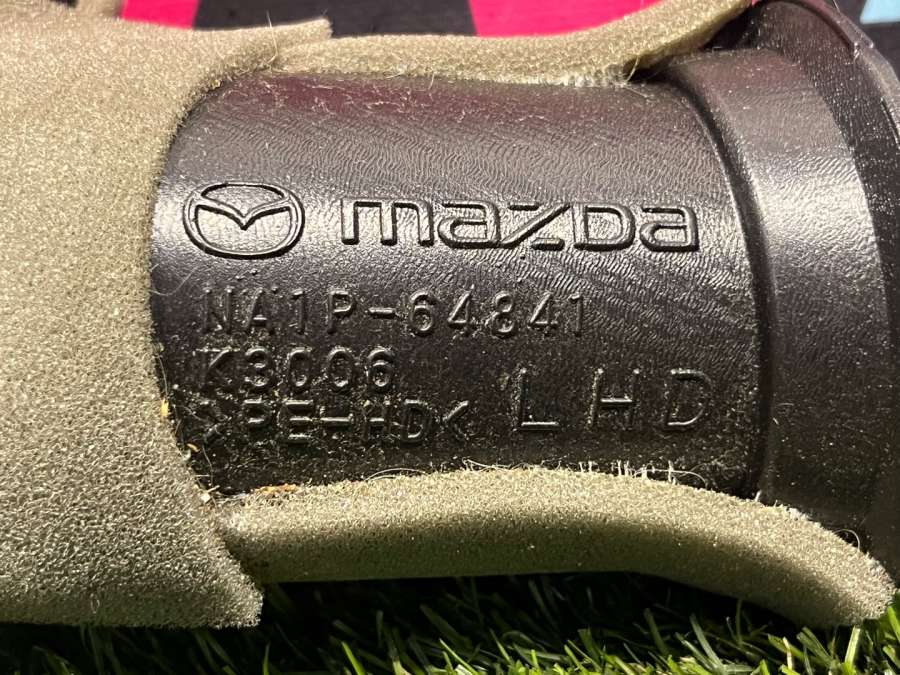 mazda
NA1P-64841
K3006
>PE-HD< LHD